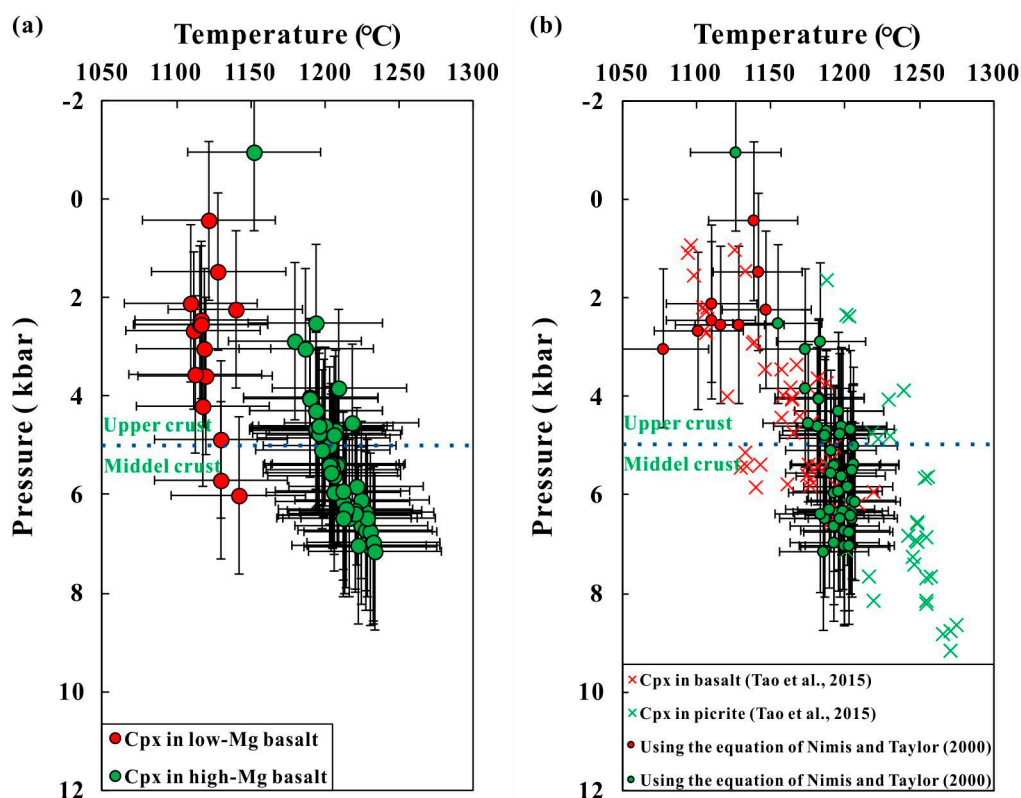 (a)
Temperature (°C)
1050 1100 1150 1200 1250 1300
Pressure ( kbar)
-2
0
2
4
6
8
10
12
Upper crust
Middel crust
Cpx in low-Mg basalt
Cpx in high-Mg basalt
(b)
Temperature (°C)
1050 1100 1150 1200 1250 1300
Pressure ( kbar)
-2
0
2
4
6
8
10
12
Upper crust
Middel crust
Cpx in basalt (Tao et al., 2015)
Cpx in picrite (Tao et al., 2015)
Using the equation of Nimis and Taylor (2000)
Using the equation of Nimis and Taylor (2000)